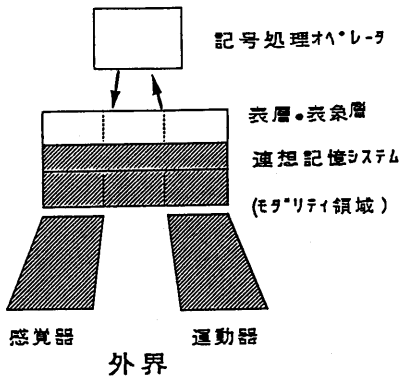 記号処理オペレータ
表層・表象層
連想記憶システム
(モダリティ領域)
感覚器
運動器
外界